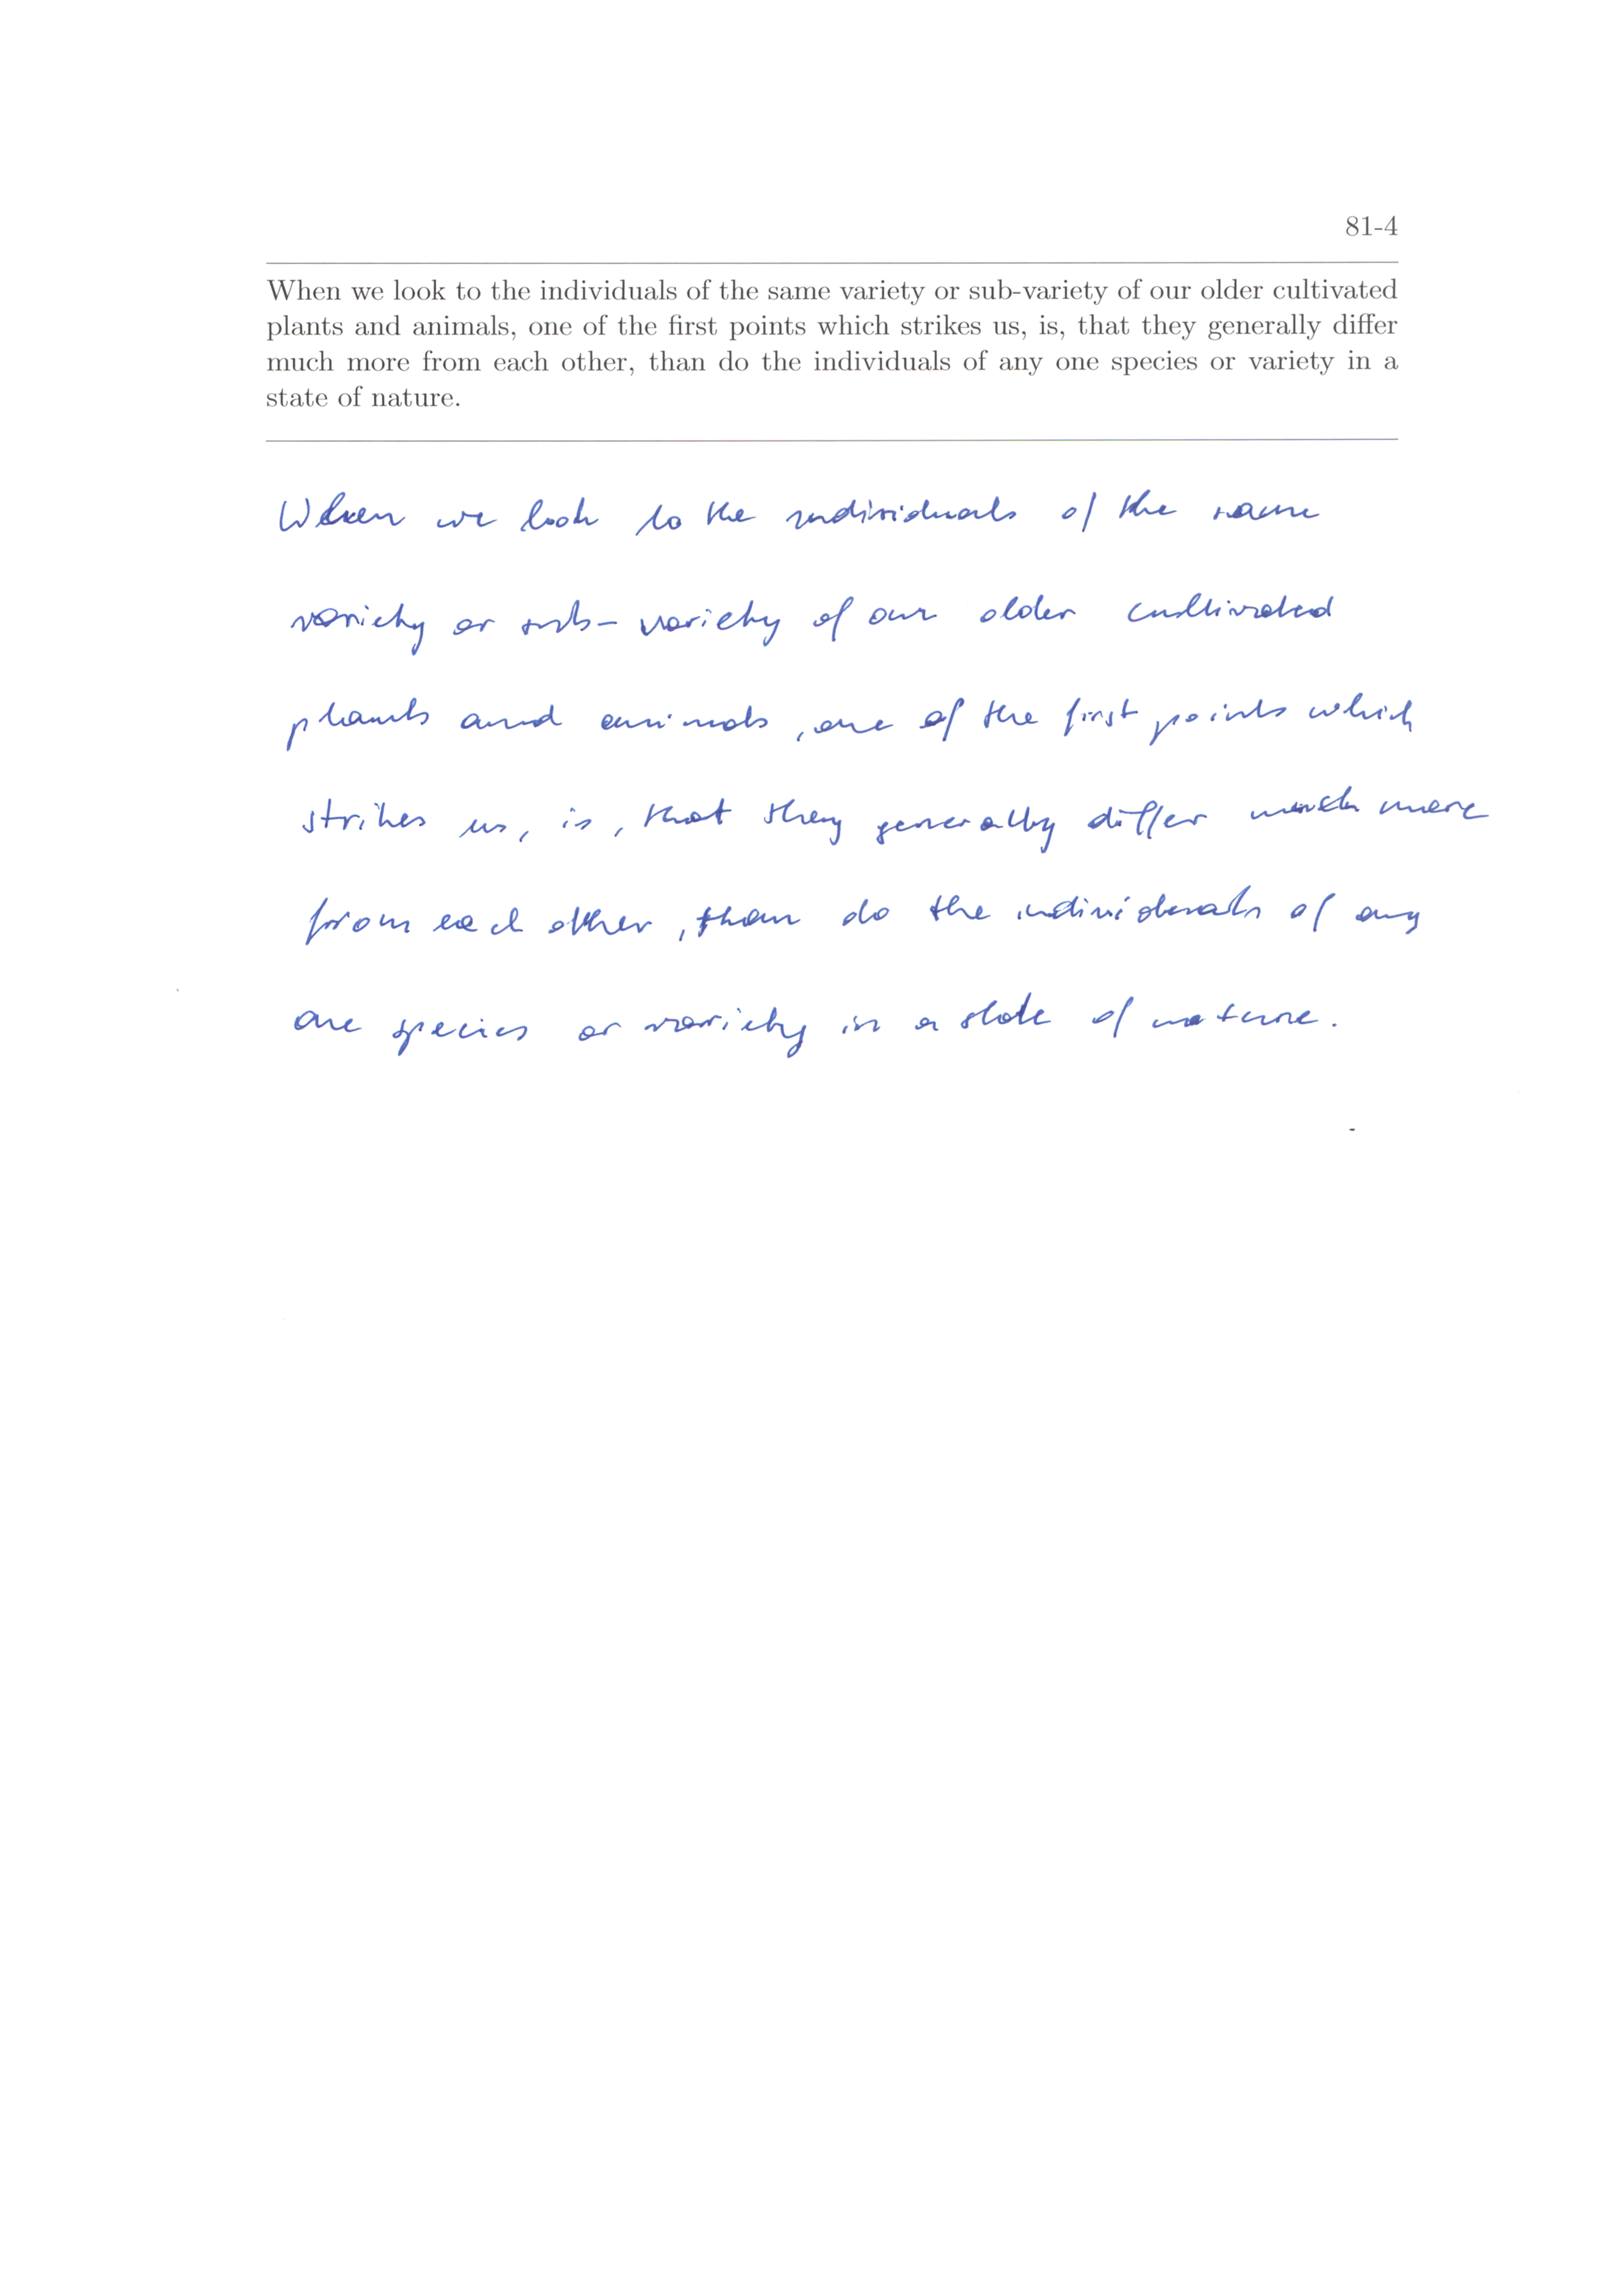 81-4
When we look to the individuals of the same variety or sub-variety of our older cultivated
plants and animals, one of the first points which strikes us, is, that they generally differ
much more from each other, than do the individuals of any one species or variety in a
state of nature.
When we look to the individuals of the same
variety or sub-variety of our older cultivated
plants and animals, one of the first points which
strikes us, is, that they generally differ much more
from each other, than do the individuals of any
one species or variety in a state of nature.